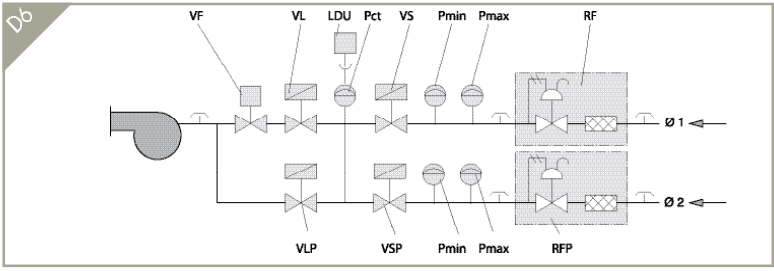 D6
VF VL LDU Pct VS Pmin Pmax RF
Ø 1
Ø 2
VLP VSP Pmin Pmax RFP